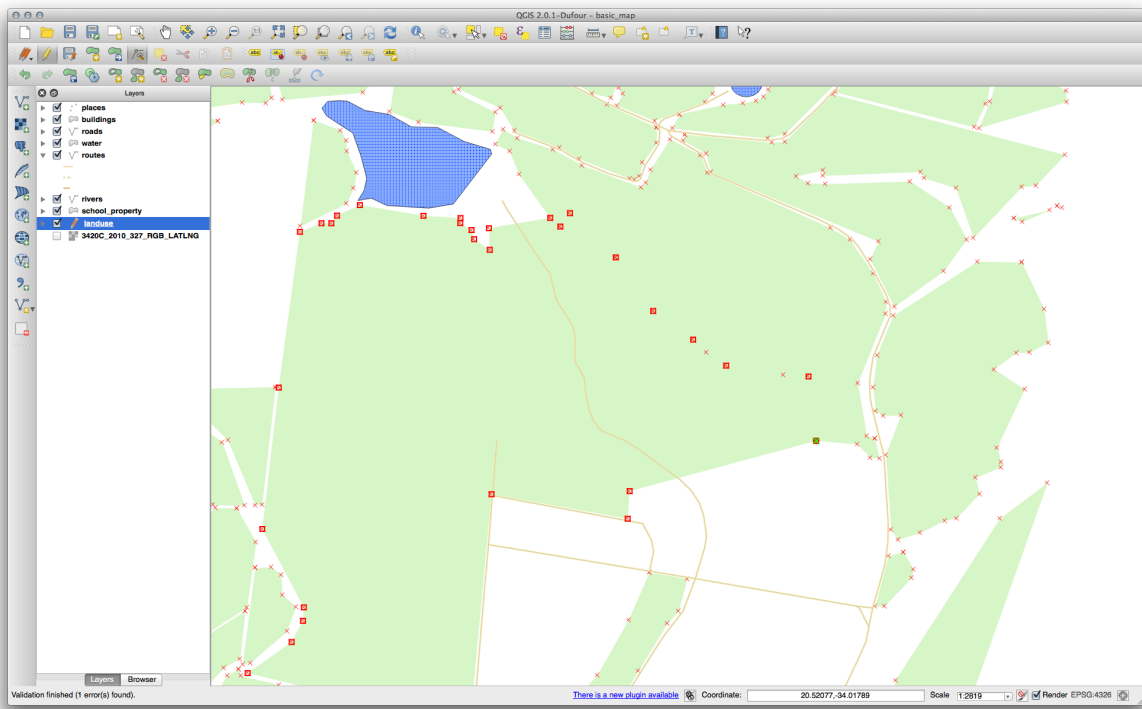 QGIS 2.0.1-Dufour - basic_map
Layers
places
buildings
roads
water
routes
rivers
school_property
landuse
3420C_2010_327_RGB_LATLNG
Layers
Browser
Validation finished (1 error(s) found).
There is a new plugin available
Coordinate:
20.52077,-34.01789
Scale
1:2819
Render
EPSG:4326